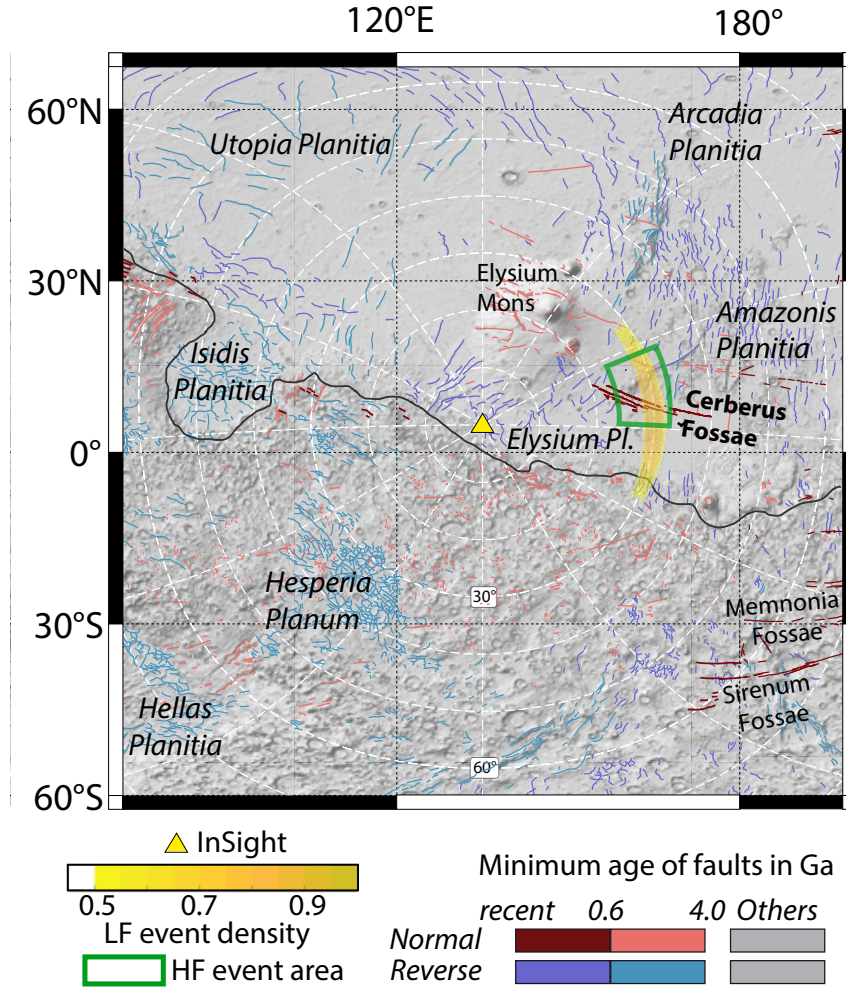 120°E 180°
60°N
Arcadia
Planitia
Utopia Planitia
30°N
Elysium
Mons
Amazonis
Planitia
Isidis
Planitia
Cerberus
Fossae
Elysium Pl.
0°
Hesperia
Planum
30°
Memnonia
Fossae
30°S
Sirenum
Fossae
Hellas
Planitia
60°
60°S
InSight
0.5 0.7 0.9
LF event density
HF event area
Minimum age of faults in Ga
recent 0.6 4.0 Others
Normal
Reverse